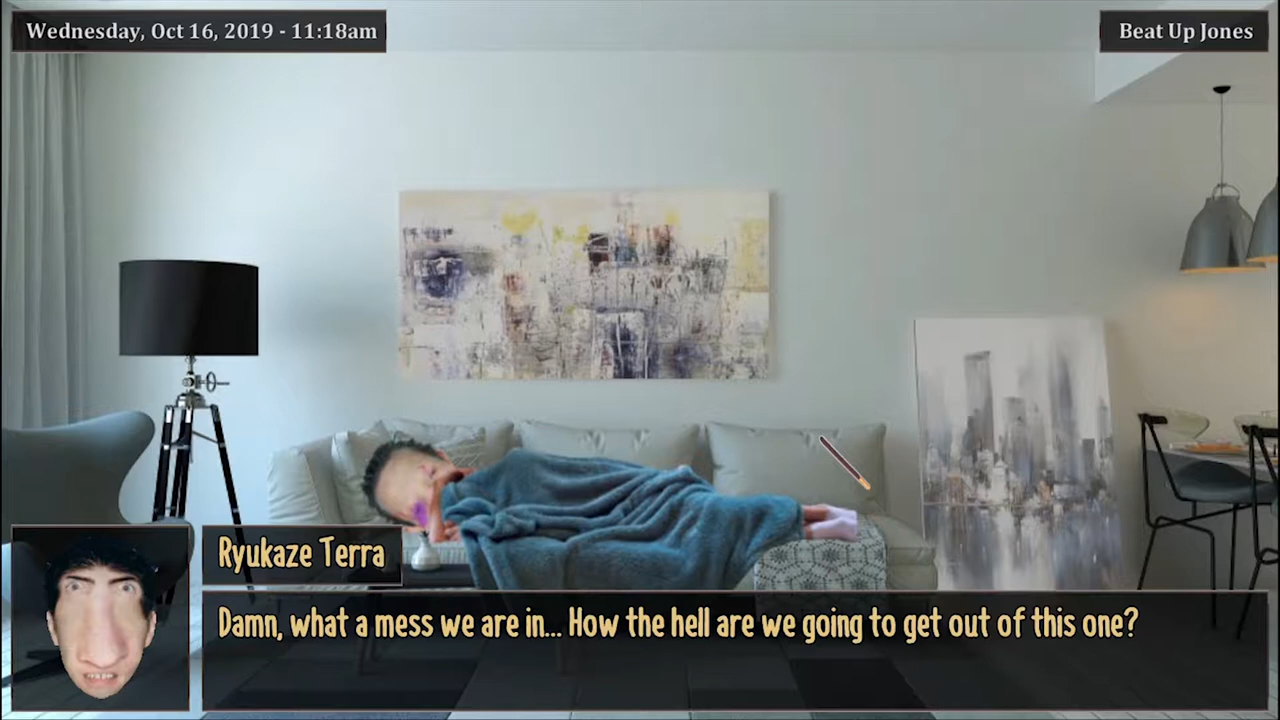 Wednesday, Oct 16, 2019 - 11:18am
Beat Up Jones
Ryukaze Terra
Damn, what a mess we are in... How the hell are we going to get out of this one?